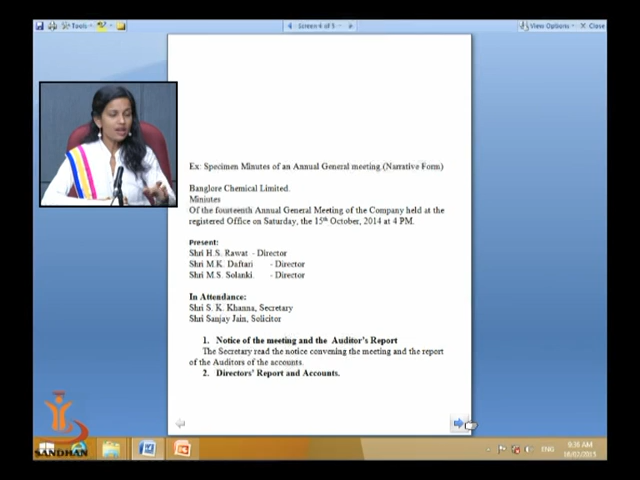 Tools
Screen 4 of 5
View Options
Close
Ex: Specimen Minutes of an Annual General meeting.(Narrative Form)
Banglore Chemical Limited.
Miniutes
Of the fourteenth Annual General Meeting of the Company held at the
registered Office on Saturday, the 15th October, 2014 at 4 PM.
Present:
Shri H.S. Rawat - Director
Shri M.K. Daftari - Director
Shri M.S. Solanki. - Director
In Attendance:
Shri S. K. Khanna, Secretary
Shri Sanjay Jain, Solicitor
1. Notice of the meeting and the Auditor's Report
The Secretary read the notice convening the meeting and the report
of the Auditors of the accounts.
2. Directors' Report and Accounts.
SANDHAN
ENG